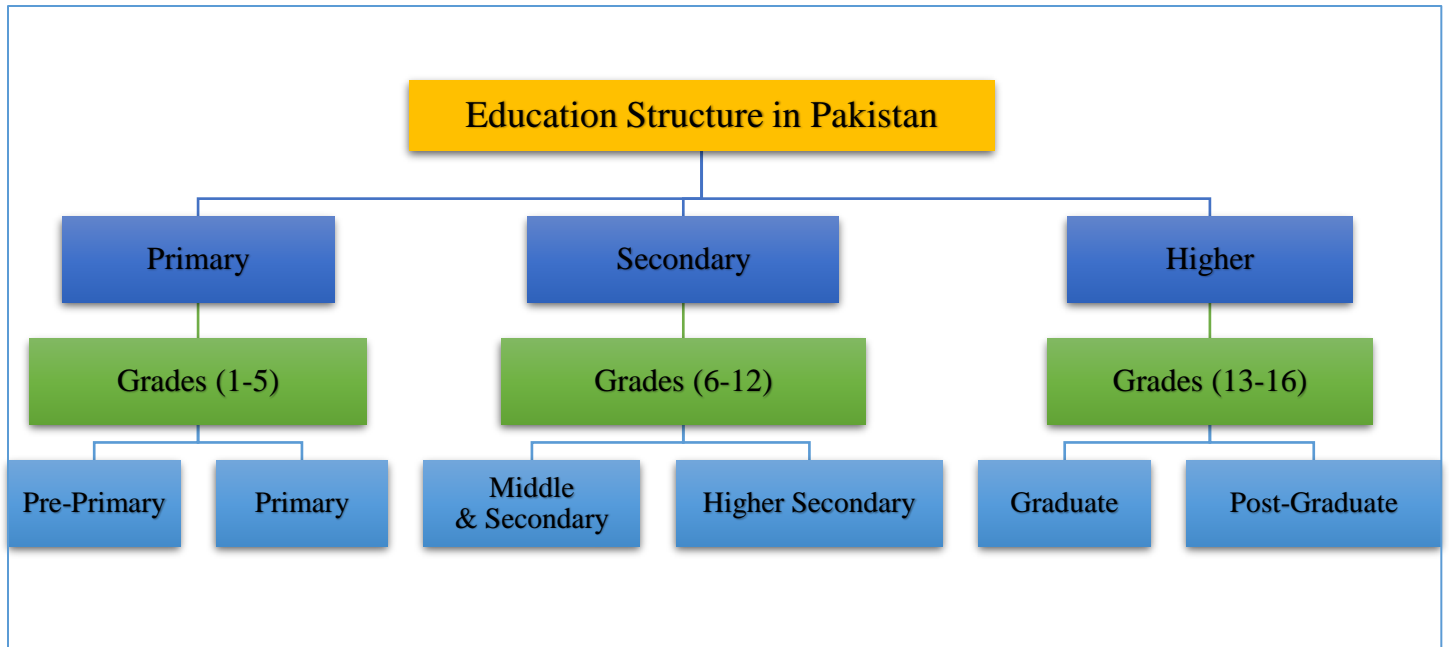 Education Structure in Pakistan
Primary
Secondary
Higher
Grades (1-5)
Grades (6-12)
Grades (13-16)
Pre-Primary
Primary
Middle
& Secondary
Higher Secondary
Graduate
Post-Graduate